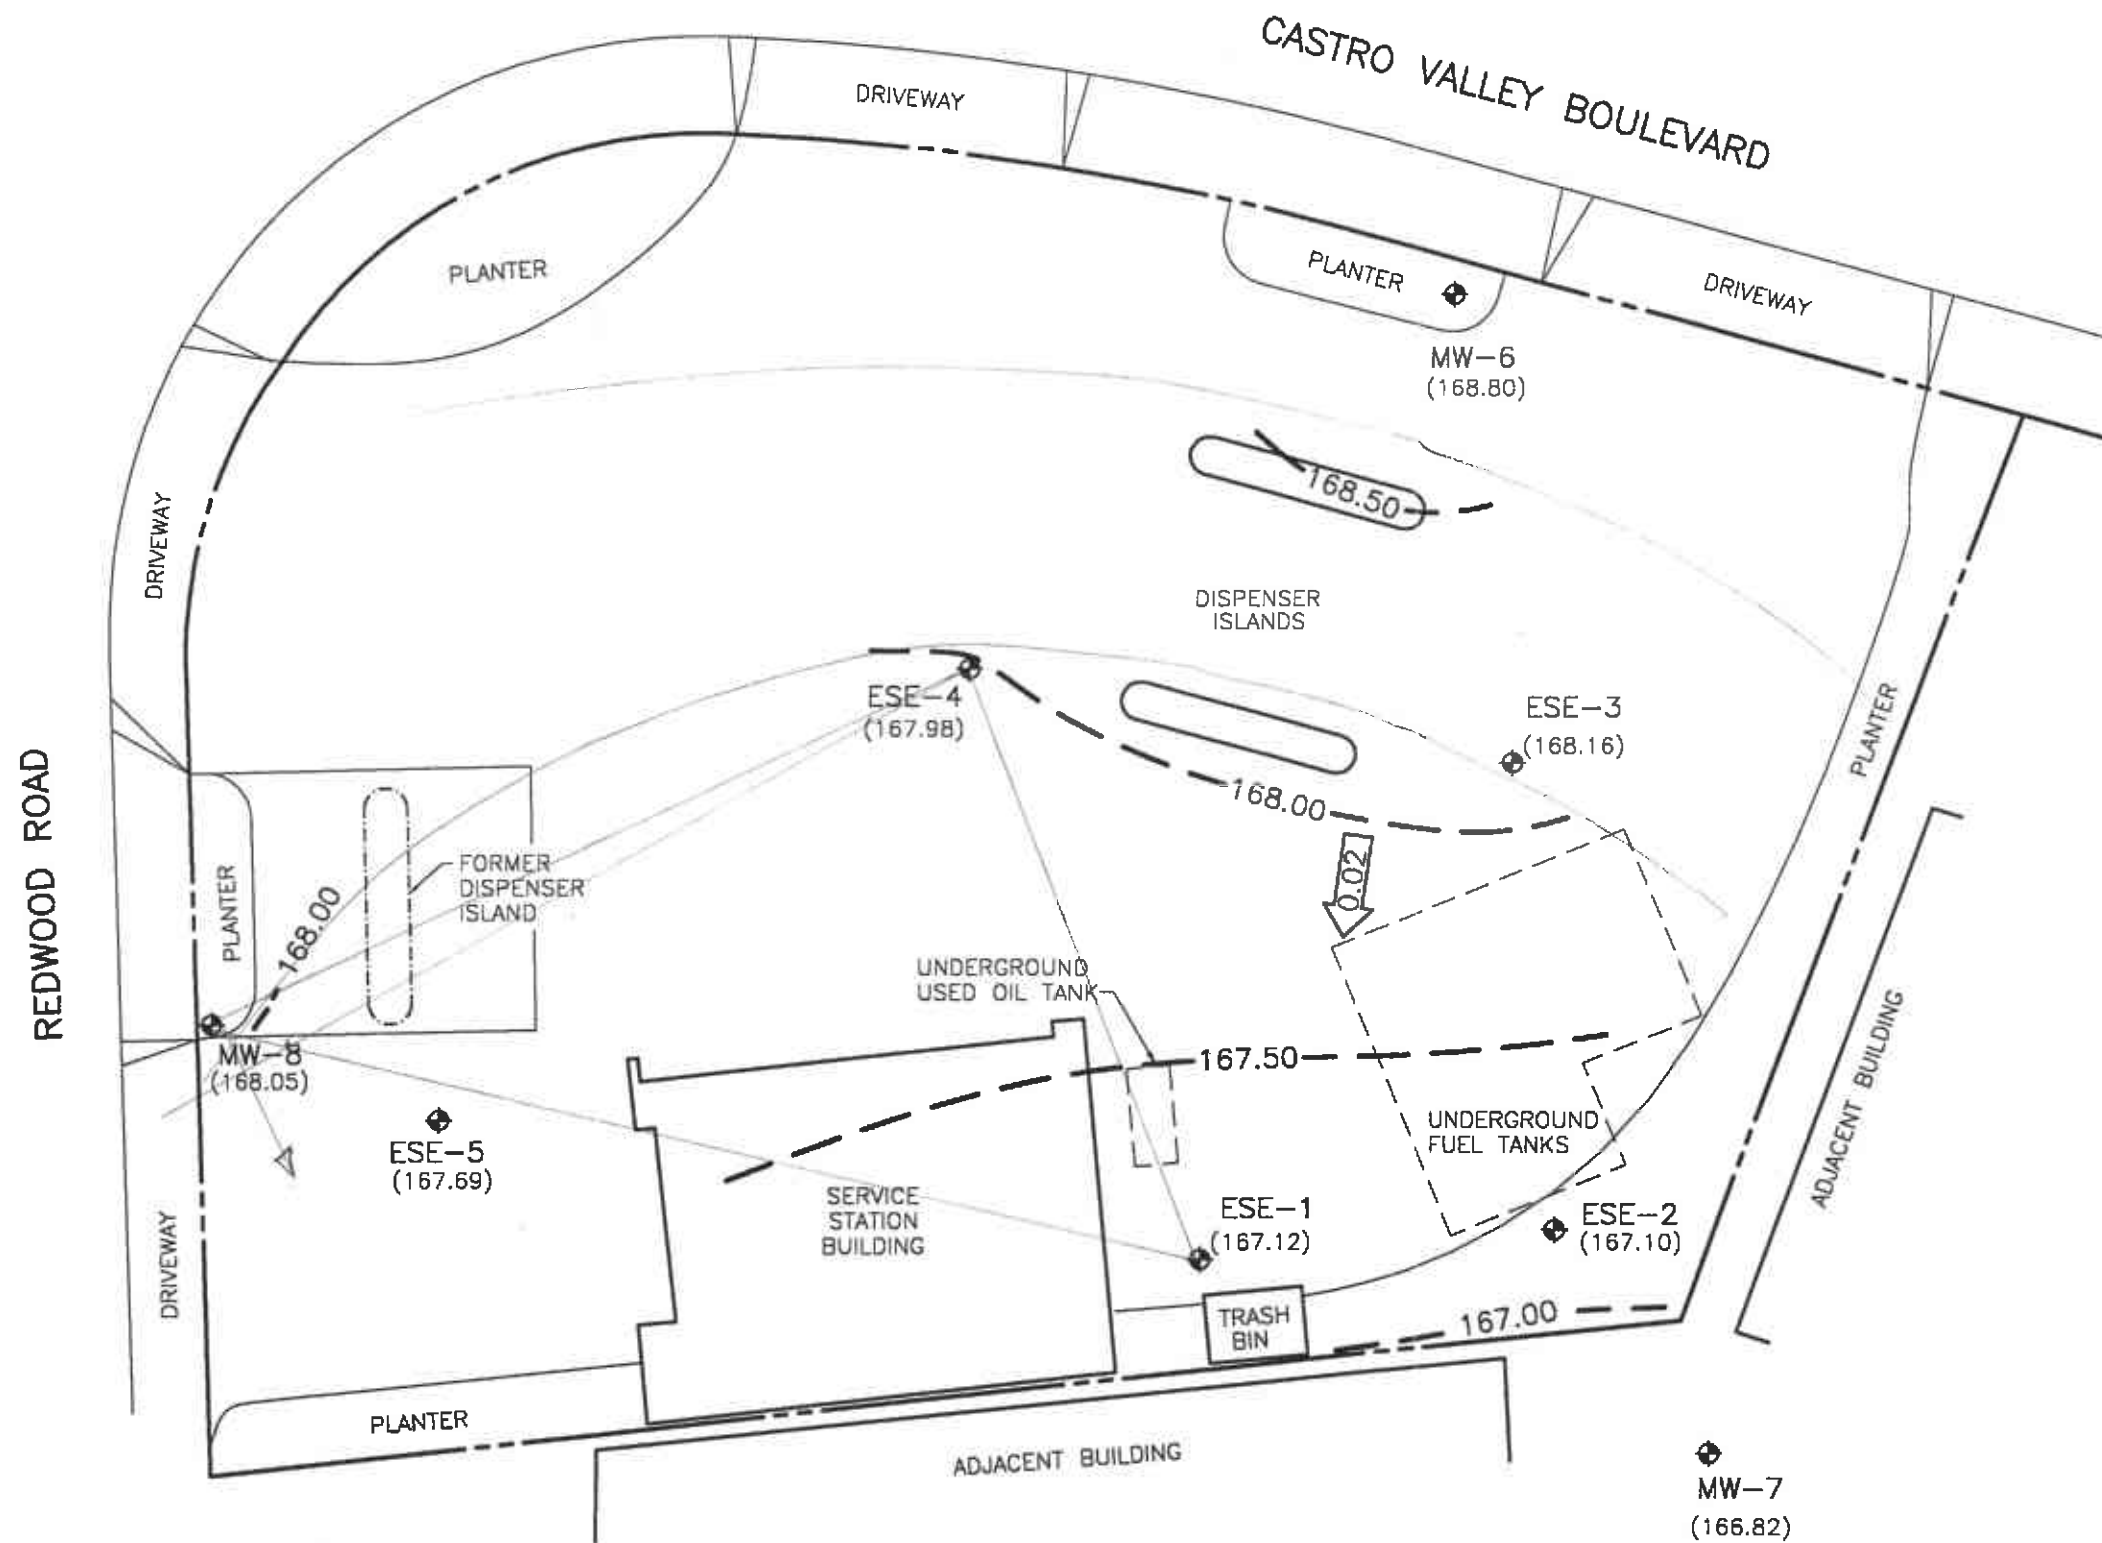 CASTRO VALLEY BOULEVARD
DRIVEWAY
PLANTER
PLANTER
DRIVEWAY
MW-6
(168.80)
168.50
DRIVEWAY
DISPENSER
ISLANDS
ESE-4
(167.98)
ESE-3
(168.16)
PLANTER
168.00
0.02
REDWOOD ROAD
PLANTER
168.00
FORMER
DISPENSER
ISLAND
UNDERGROUND
USED OIL TANK
MW-8
(168.05)
167.50
ADJACENT BUILDING
ESE-5
(167.69)
UNDERGROUND
FUEL TANKS
SERVICE
STATION
BUILDING
ESE-1
(167.12)
ESE-2
(167.10)
DRIVEWAY
TRASH
BIN
167.00
PLANTER
ADJACENT BUILDING
MW-7
(166.82)